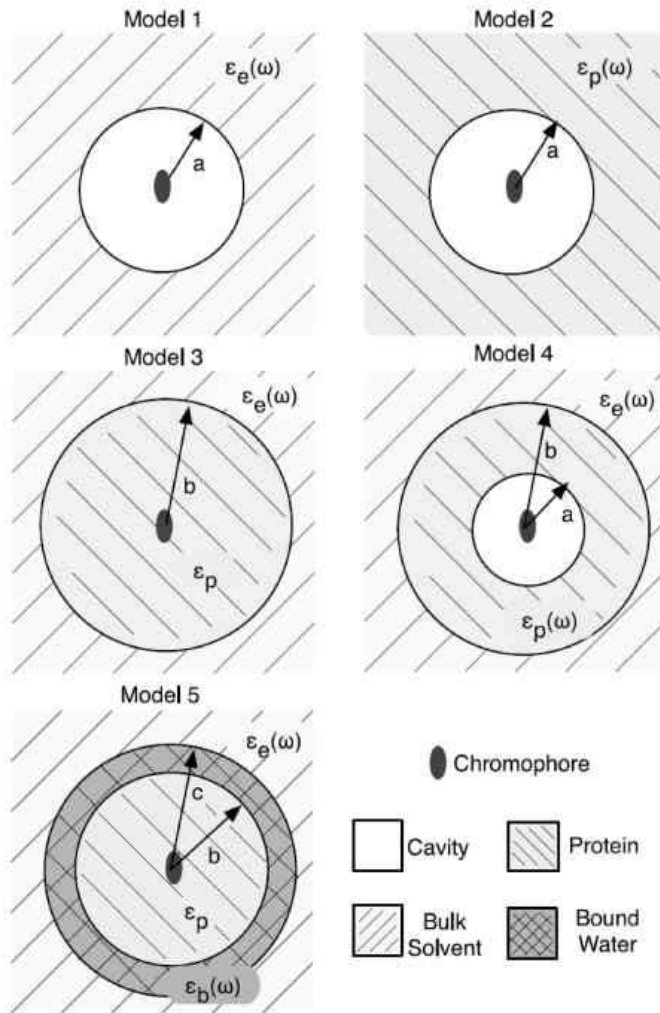 Model 1
Model 2
εe(ω)
a
εp(ω)
a
Model 3
Model 4
εe(ω)
b
εp
εe(ω)
b
a
εp(ω)
Model 5
εe(ω)
c
b
εp
εb(ω)
Chromophore
Cavity
Protein
Bulk
Solvent
Bound
Water